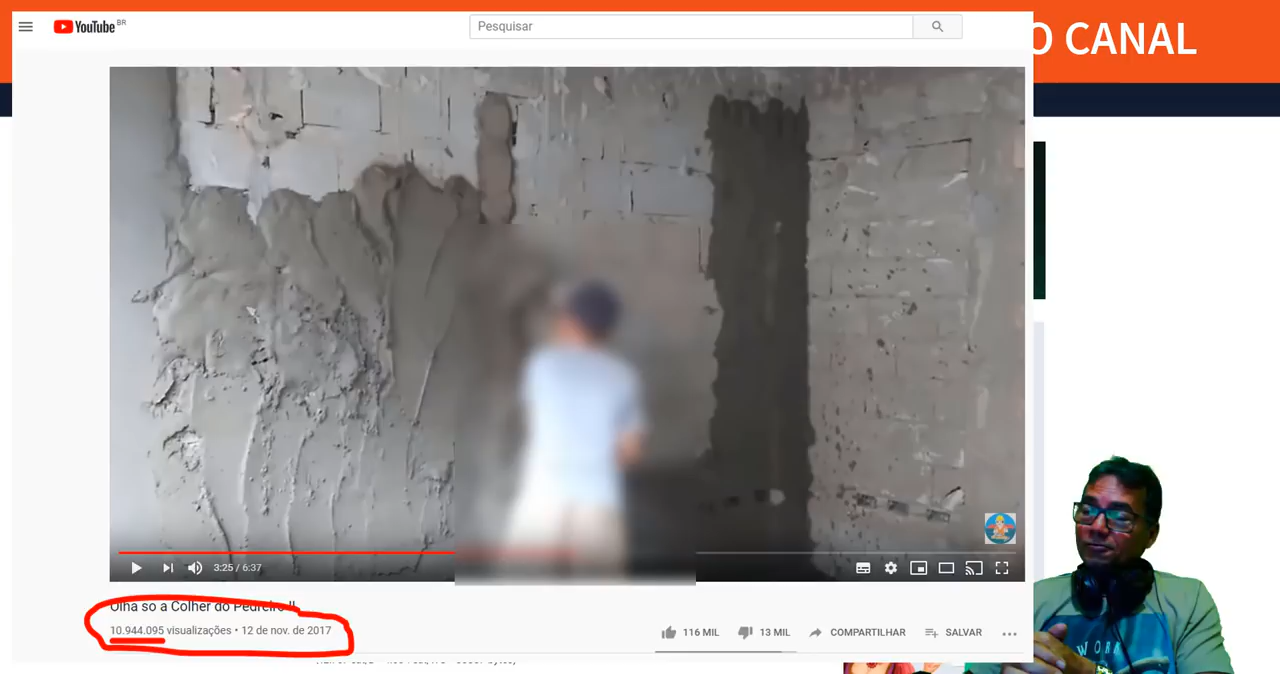 YouTube BR
Pesquisar
O CANAL
3:25 / 6:37
Olha so a Colher do Pedreiro !!
10.944.095 visualizações • 12 de nov. de 2017
116 MIL
13 MIL
COMPARTILHAR
SALVAR
WORK